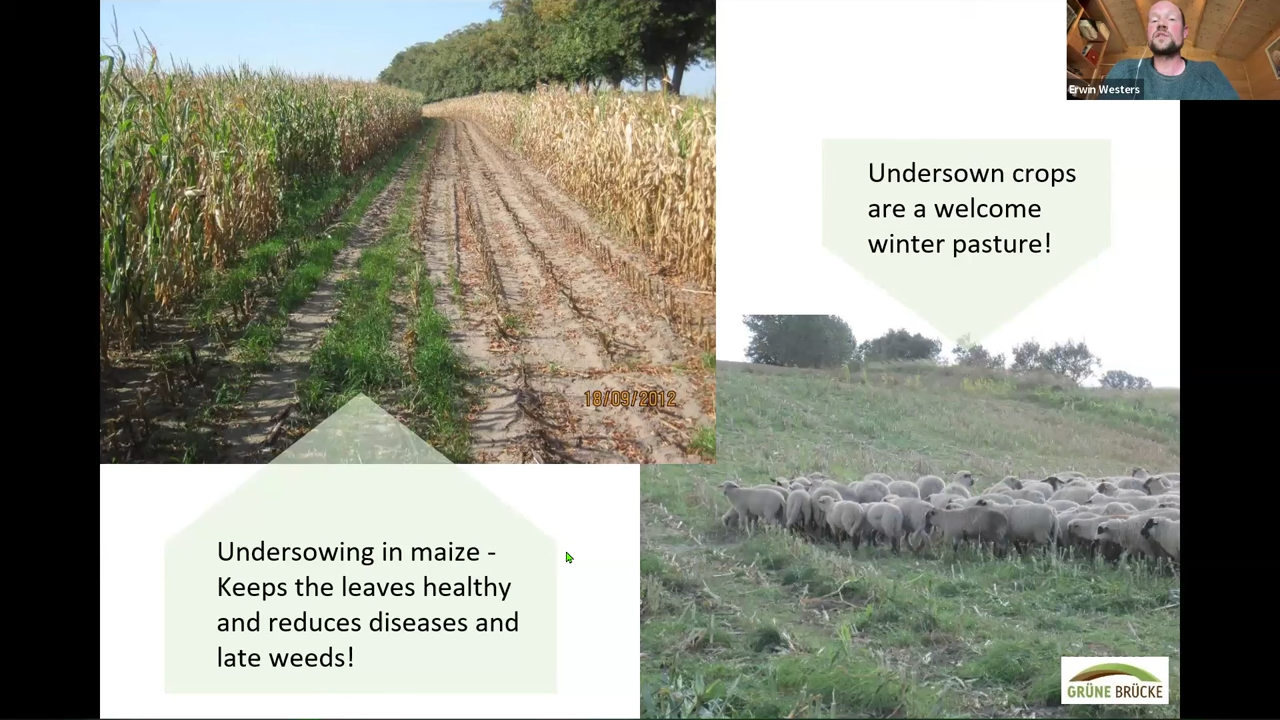 Erwin Westers
Undersown crops
are a welcome
winter pasture!
18/09/2012
Undersowing in maize -
Keeps the leaves healthy
and reduces diseases and
late weeds!
GRÜNE BRÜCKE